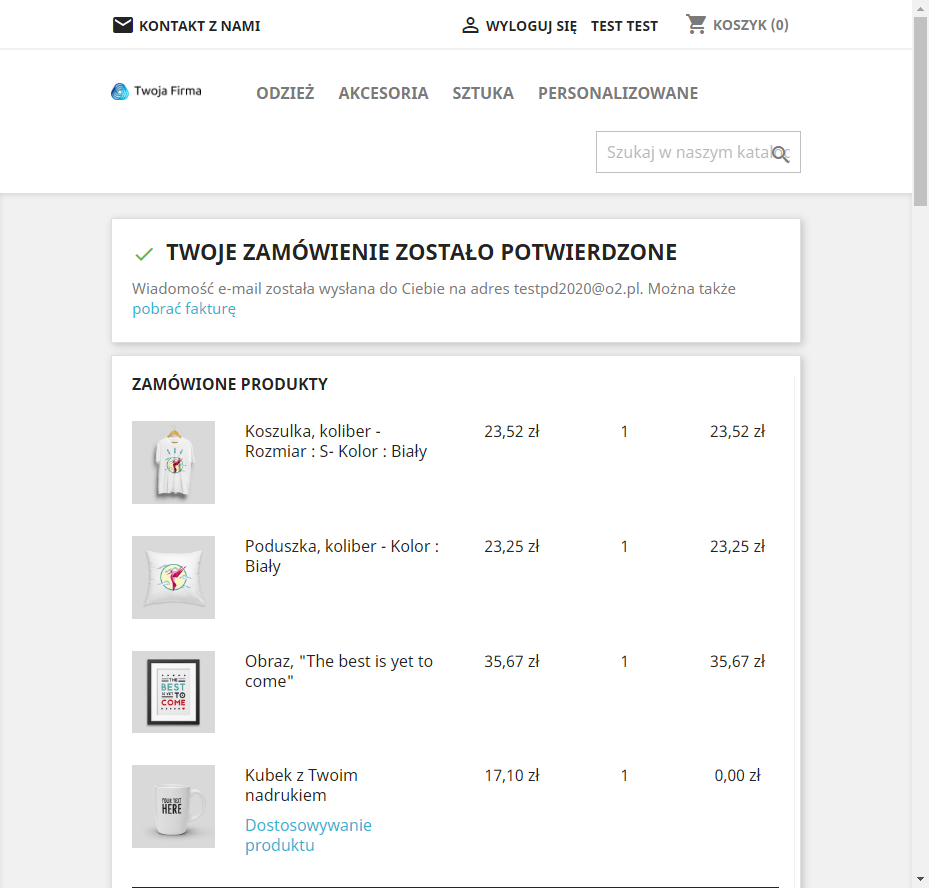 KONTAKT Z NAMI
WYLOGUJ SIĘ TEST TEST KOSZYK (0)
Twoja Firma
ODZIEŻ AKCESORIA SZTUKA PERSONALIZOWANE
Szukaj w naszym katalog
TWOJE ZAMÓWIENIE ZOSTAŁO POTWIERDZONE
Wiadomość e-mail została wysłana do Ciebie na adres testpd2020@o2.pl. Można także
pobrać fakturę
ZAMÓWIONE PRODUKTY
Koszulka, koliber - 23,52 zł 1 23,52 zł
Rozmiar : S- Kolor : Biały
Poduszka, koliber - Kolor : 23,25 zł 1 23,25 zł
Biały
THE
BEST
IS YET TO
COME
Obraz, "The best is yet to 35,67 zł 1 35,67 zł
come"
YOUR TEXT
HERE
Kubek z Twoim 17,10 zł 1 0,00 zł
nadrukiem
Dostosowywanie
produktu